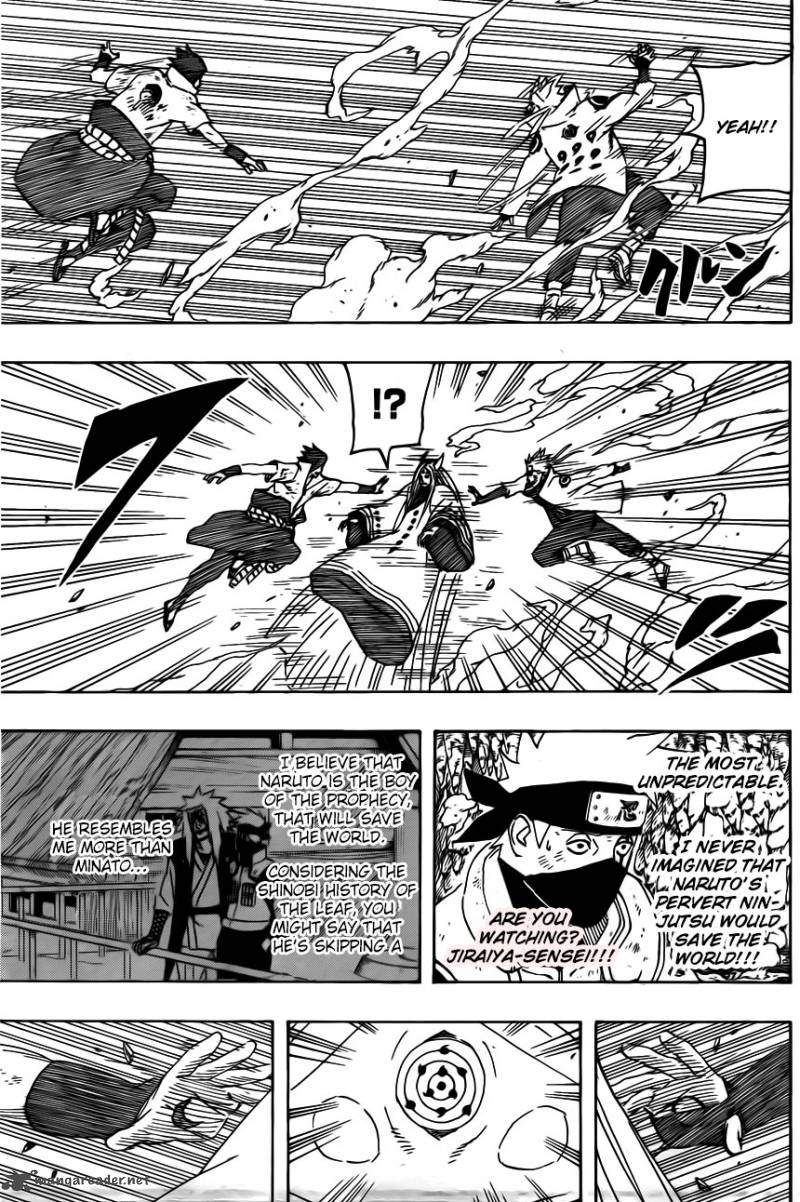 YEAH!!
クルン
!?
クッ
THE MOST
UNPREDICTABLE.
I NEVER
IMAGINED THAT
NARUTO'S
PERVERT NIN-
JUTSU WOULD
SAVE THE
WORLD!!!
ARE YOU
WATCHING?
JIRAIYA-SENSEI!!!
I BELIEVE THAT
NARUTO IS THE BOY
OF THE PROPHECY,
THAT WILL SAVE
THE WORLD.
CONSIDERING THE
SHINOBI HISTORY OF
THE LEAF, YOU
MIGHT SAY THAT
HE'S SKIPPING A
HE RESEMBLES
ME MORE THAN
MINATO...
mangareader.net